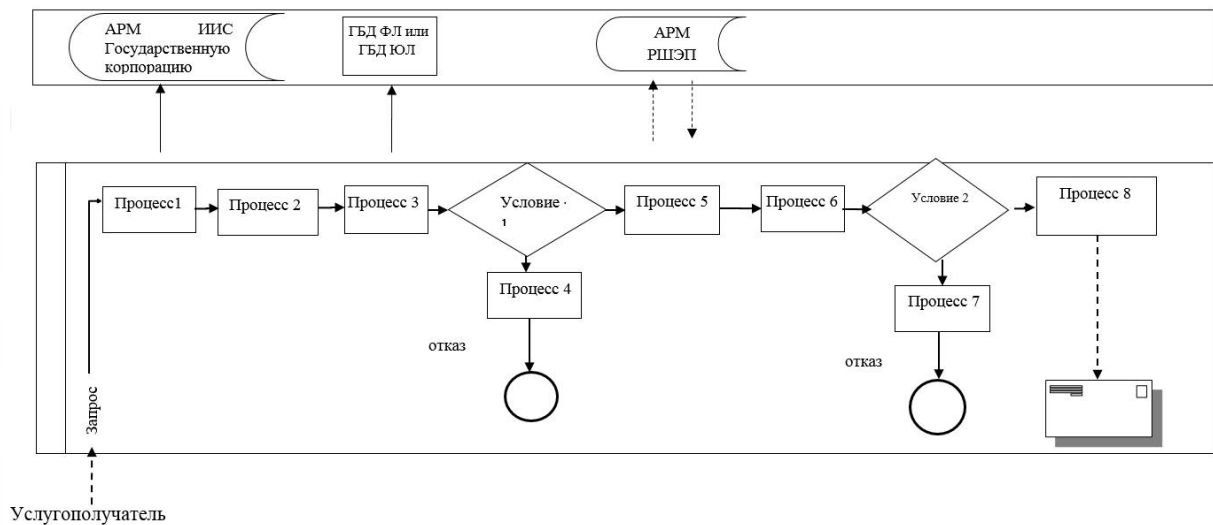 АРМ ИИС
Государственную
корпорацию
ГБД ФЛ или
ГБД ЮЛ
АРМ
РШЭП
Процесс1
Процесс 2
Процесс 3
Условие
1
Процесс 5
Процесс 6
Условие 2
Процесс 8
Процесс 4
Процесс 7
отказ
отказ
Запрос
Услугополучатель